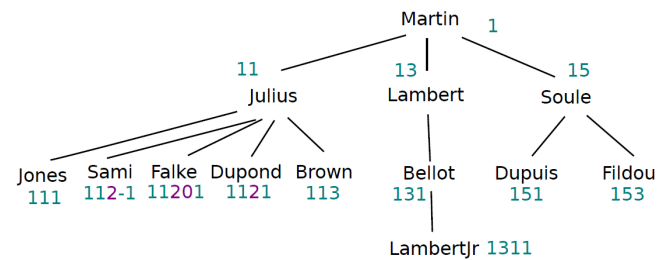 Martin 1
11 13 15
Julius Lambert Soule
Jones Sami Falke Dupond Brown Bellot Dupuis Fildou
111 112-1 11201 1121 113 131 151 153
LambertJr 1311